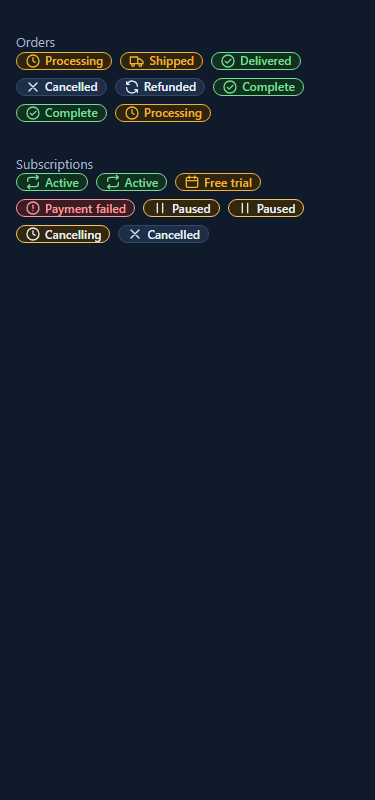 Orders
Processing Shipped Delivered
Cancelled Refunded Complete
Complete Processing
Subscriptions
Active Active Free trial
Payment failed Paused Paused
Cancelling Cancelled